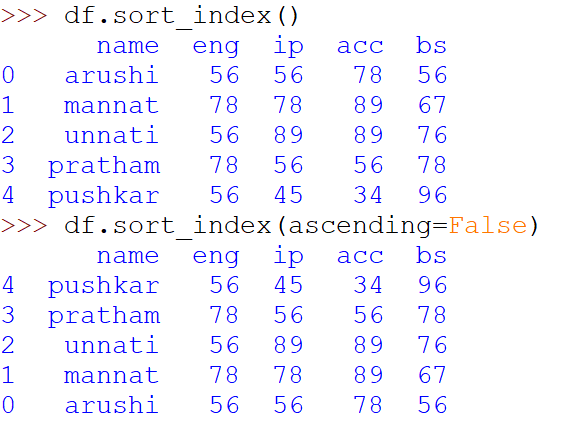 >>> df.sort_index()
      name  eng  ip  acc  bs
0   arushi   56  56   78  56
1   mannat   78  78   89  67
2   unnati   56  89   89  76
3  pratham   78  56   56  78
4  pushkar   56  45   34  96
>>> df.sort_index(ascending=False)
      name  eng  ip  acc  bs
4  pushkar   56  45   34  96
3  pratham   78  56   56  78
2   unnati   56  89   89  76
1   mannat   78  78   89  67
0   arushi   56  56   78  56